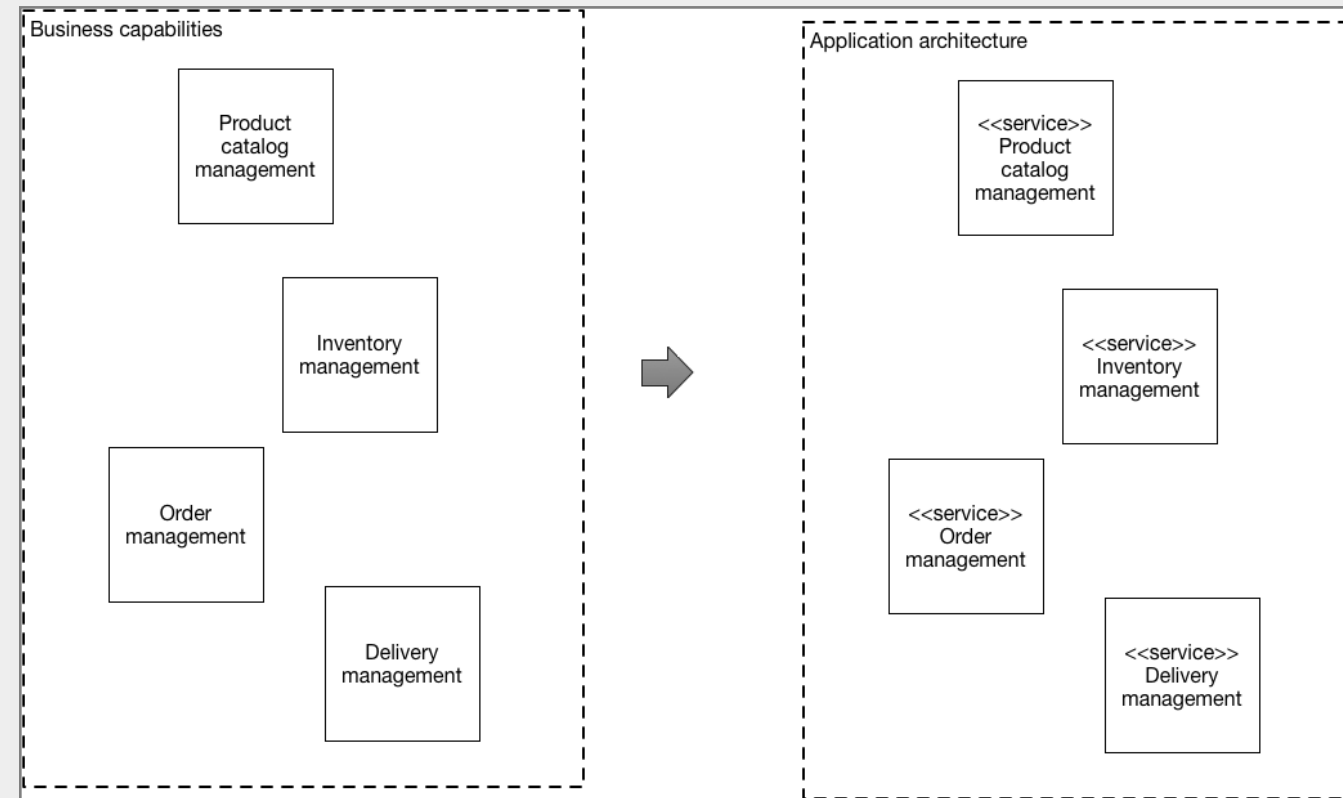 Business capabilities
Product
catalog
management
Inventory
management
Order
management
Delivery
management
Application architecture
<<service>>
Product
catalog
management
<<service>>
Inventory
management
<<service>>
Order
management
<<service>>
Delivery
management